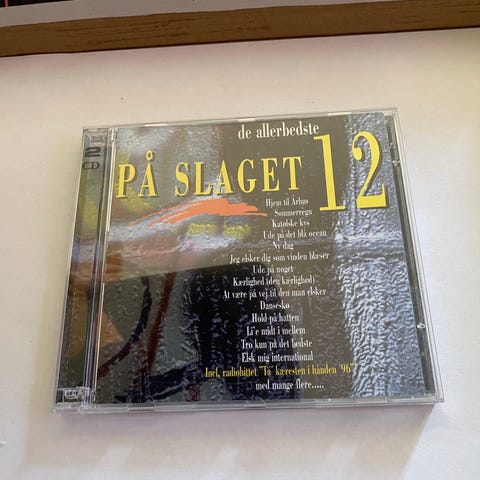 2
CD
de allerbedste
PÅ SLAGET 12
Hjem til Århus
Sommerregn
Katolske kys
Ude på det blå ocean
Ny dag
Jeg elsker dig som vinden blæser
Ude på noget
Kærlighed (den kærlighed)
At være på vej til den man elsker
Dansesko
Hold på hatten
Li'e midt i mellem
Tro kun på det bedste
Elsk mig international
Incl. radiohittet "Ta' kæresten i hånden '96"
med mange flere.....